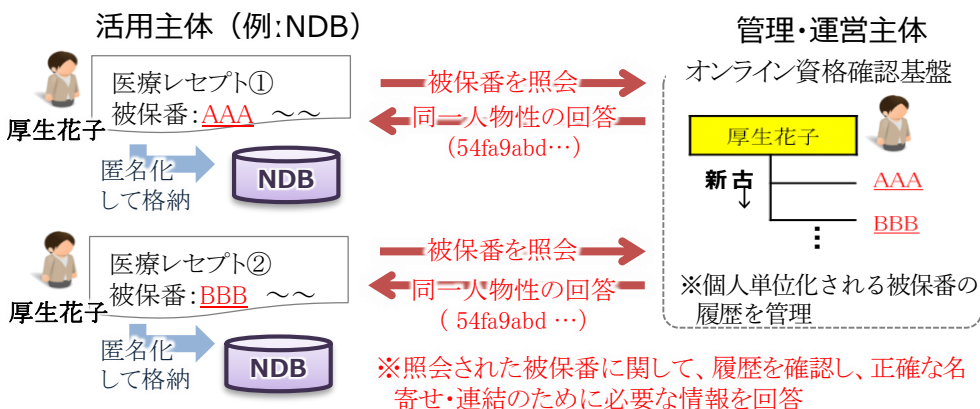 活用主体（例:NDB）
医療レセプト①
被保番:AAA　～～
厚生花子
匿名化
して格納
NDB
医療レセプト②
被保番:BBB　～～
厚生花子
匿名化
して格納
NDB
被保番を照会
同一人物性の回答
(54fa9abd…)
被保番を照会
同一人物性の回答
( 54fa9abd …)
管理・運営主体
オンライン資格確認基盤
厚生花子
新古
↓
AAA
BBB
⋮
※個人単位化される被保番の
履歴を管理
※照会された被保番に関して、履歴を確認し、正確な名
寄せ・連結のために必要な情報を回答